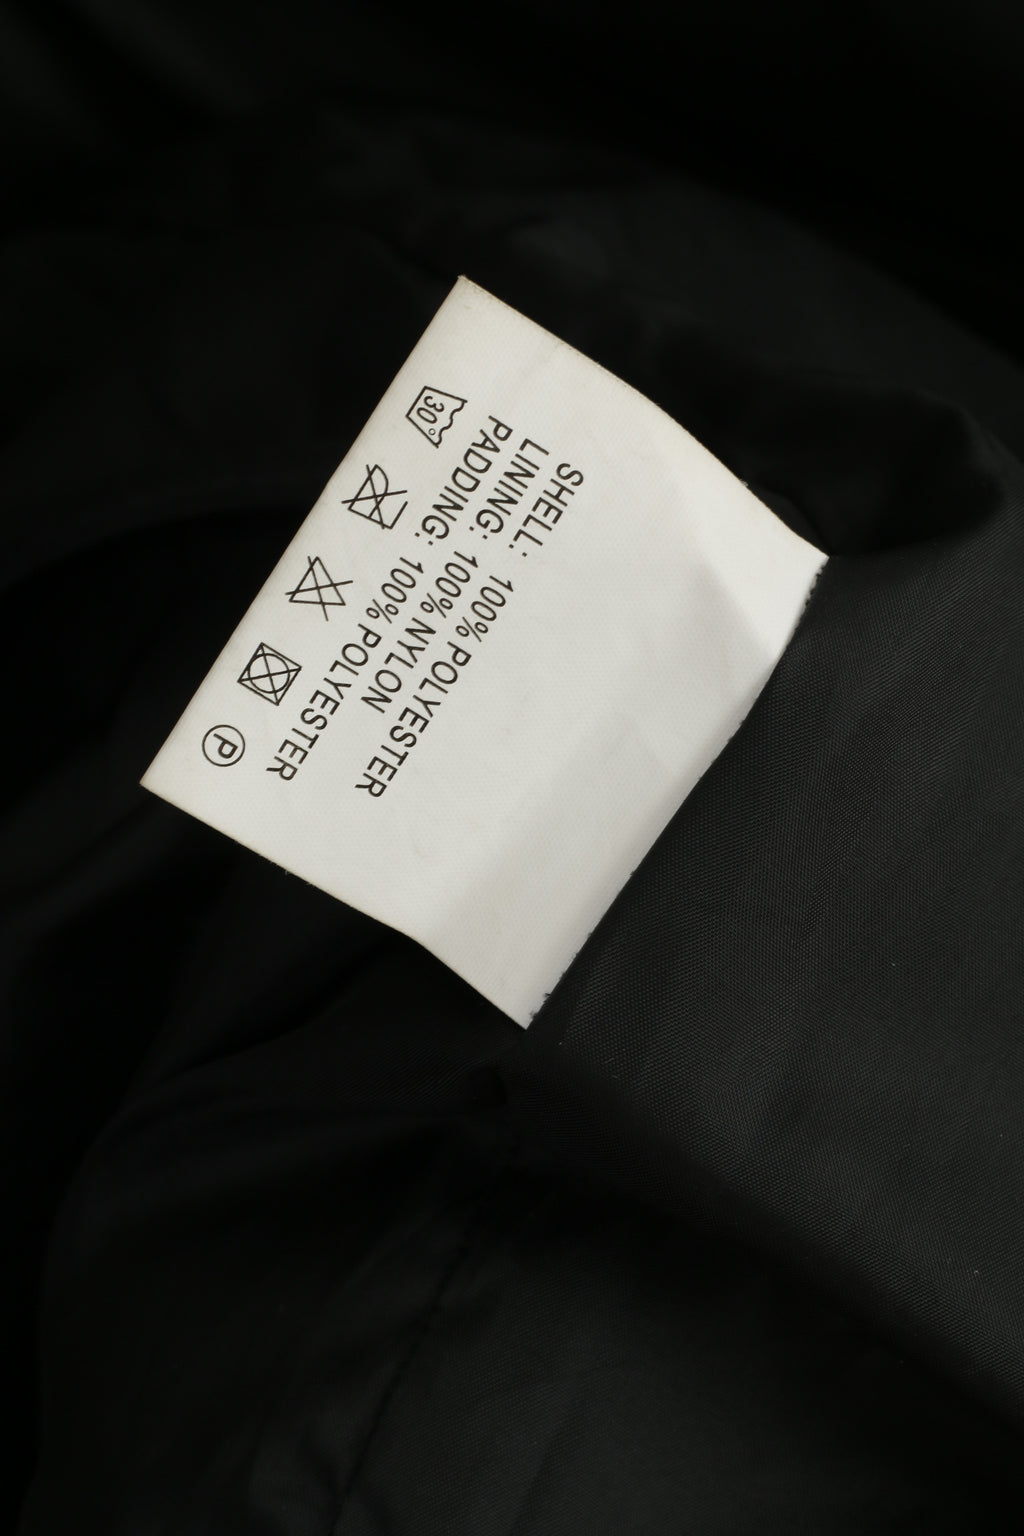 SHELL: 100% POLYESTER
LINING: 100% NYLON
PADDING: 100% POLYESTER
30° P